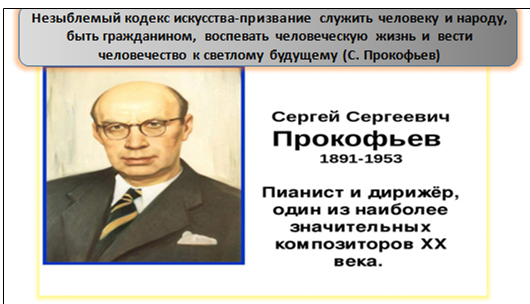 Незыблемый кодекс искусства-призвание служить человеку и народу,
быть гражданином, воспевать человеческую жизнь и вести
человечество к светлому будущему (С. Прокофьев)
Сергей Сергеевич
Прокофьев
1891-1953
Пианист и дирижёр,
один из наиболее
значительных
композиторов XX
века.